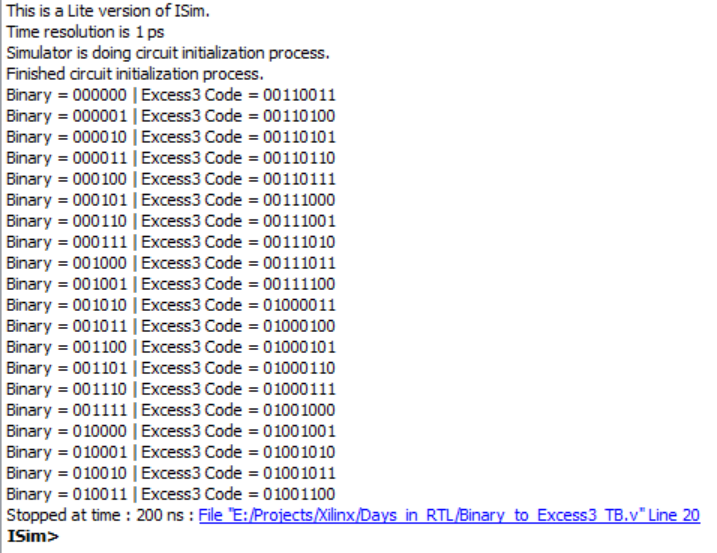 This is a Lite version of ISim.
Time resolution is 1 ps
Simulator is doing circuit initialization process.
Finished circuit initialization process.
Binary = 000000 | Excess3 Code = 00110011
Binary = 000001 | Excess3 Code = 00110100
Binary = 000010 | Excess3 Code = 00110101
Binary = 000011 | Excess3 Code = 00110110
Binary = 000100 | Excess3 Code = 00110111
Binary = 000101 | Excess3 Code = 00111000
Binary = 000110 | Excess3 Code = 00111001
Binary = 000111 | Excess3 Code = 00111010
Binary = 001000 | Excess3 Code = 00111011
Binary = 001001 | Excess3 Code = 00111100
Binary = 001010 | Excess3 Code = 01000011
Binary = 001011 | Excess3 Code = 01000100
Binary = 001100 | Excess3 Code = 01000101
Binary = 001101 | Excess3 Code = 01000110
Binary = 001110 | Excess3 Code = 01000111
Binary = 001111 | Excess3 Code = 01001000
Binary = 010000 | Excess3 Code = 01001001
Binary = 010001 | Excess3 Code = 01001010
Binary = 010010 | Excess3 Code = 01001011
Binary = 010011 | Excess3 Code = 01001100
Stopped at time : 200 ns : File "E:/Projects/Xilinx/Days_in_RTL/Binary_to_Excess3_TB.v" Line 20
ISim>